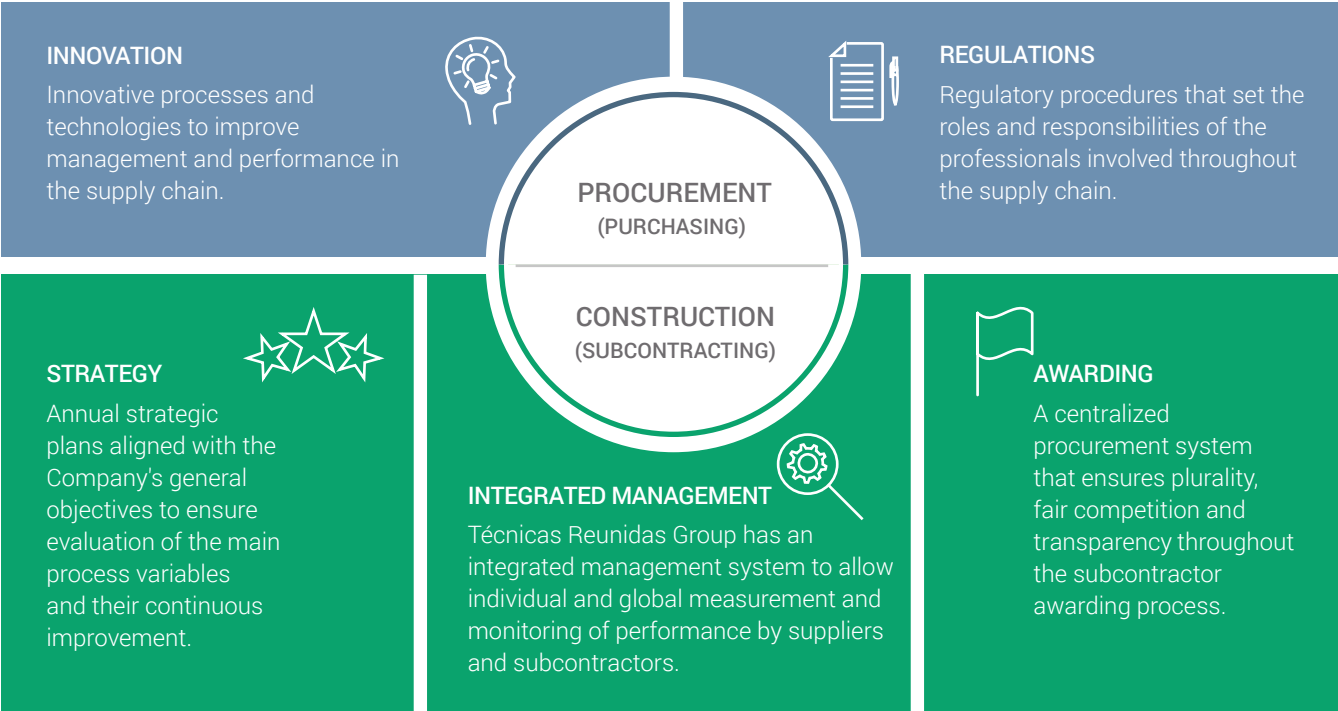 INNOVATION
Innovative processes and
technologies to improve
management and performance in
the supply chain.
REGULATIONS
Regulatory procedures that set the
roles and responsibilities of the
professionals involved throughout
the supply chain.
PROCUREMENT
(PURCHASING)
CONSTRUCTION
(SUBCONTRACTING)
STRATEGY
Annual strategic
plans aligned with the
Company's general
objectives to ensure
evaluation of the main
process variables
and their continuous
improvement.
INTEGRATED MANAGEMENT
Técnicas Reunidas Group has an
integrated management system to allow
individual and global measurement and
monitoring of performance by suppliers
and subcontractors.
AWARDING
A centralized
procurement system
that ensures plurality,
fair competition and
transparency throughout
the subcontractor
awarding process.